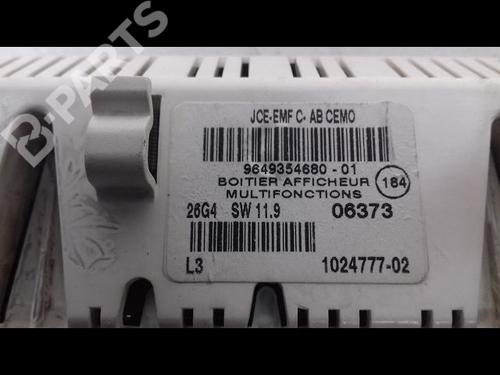 B-PARTS
JCE-EMF C- AB CEMO
9649354680 - 01
BOITIER AFFICHEUR
MULTIFONCTIONS
184
26G4 SW 11.9 06373
L3 1024777-02